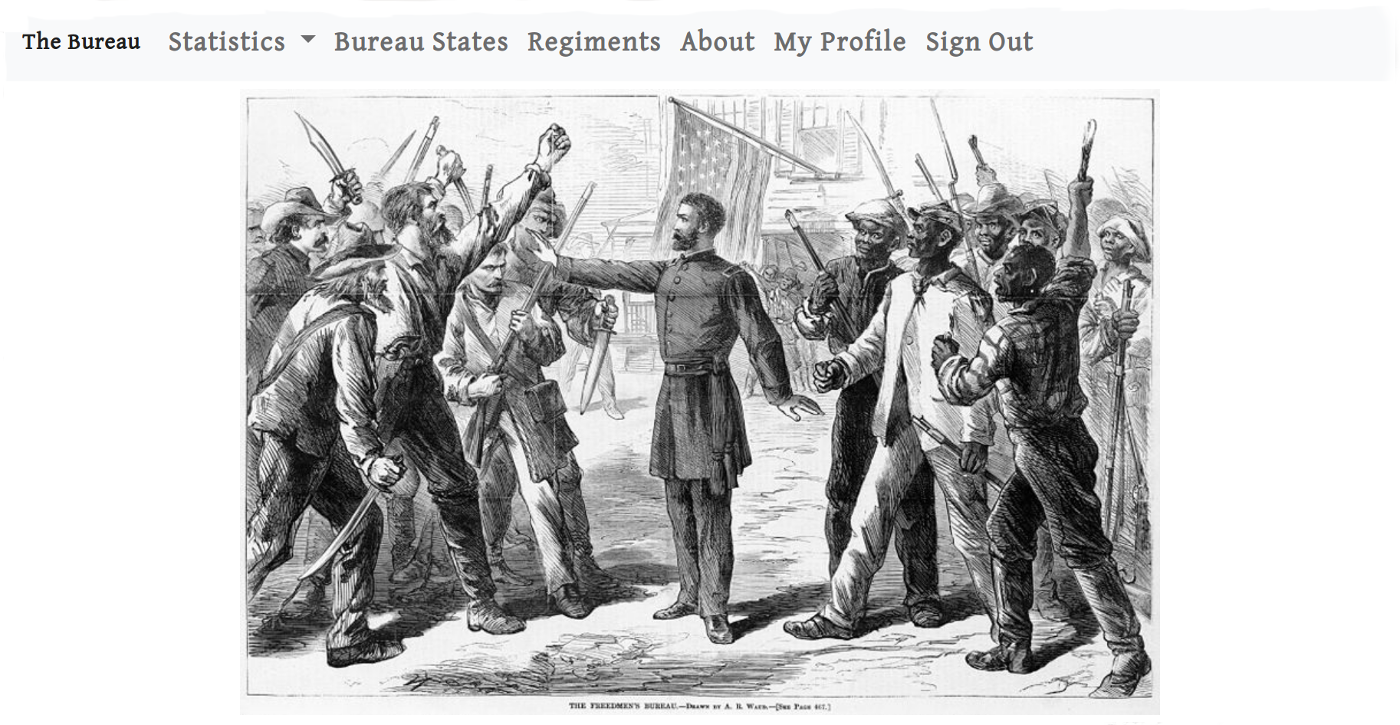 The Bureau Statistics Bureau States Regiments About My Profile Sign Out
THE FREEDMEN'S BUREAU.—Drawn by A. R. Waud.—[See Page 467.]